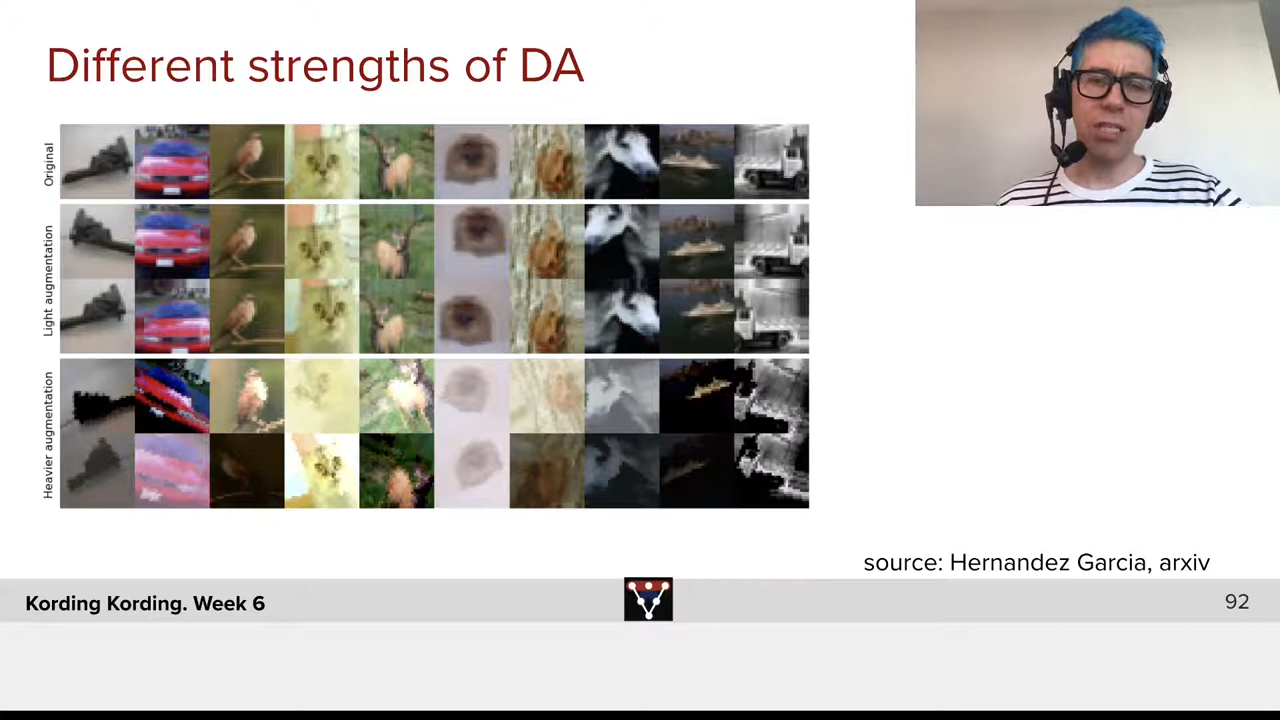 Different strengths of DA
Original
Light augmentation
Heavier augmentation
source: Hernandez Garcia, arxiv
Kording Kording. Week 6
92